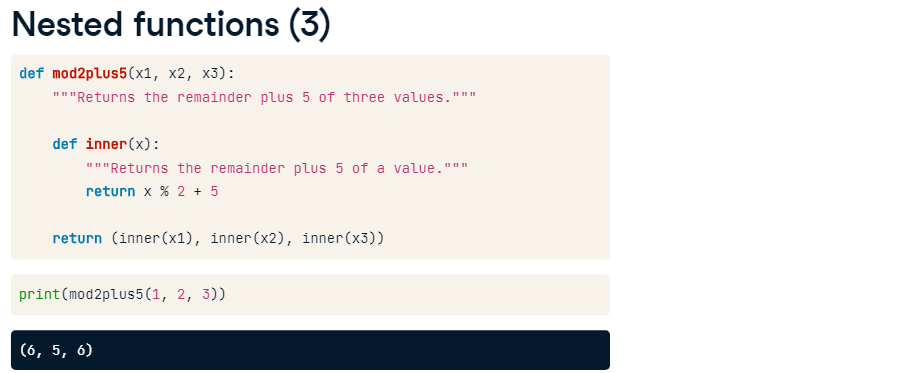 Nested functions (3)
def mod2plus5(x1, x2, x3):
    """Returns the remainder plus 5 of three values."""
    def inner(x):
        """Returns the remainder plus 5 of a value."""
        return x % 2 + 5
    return (inner(x1), inner(x2), inner(x3))
print(mod2plus5(1, 2, 3))
(6, 5, 6)